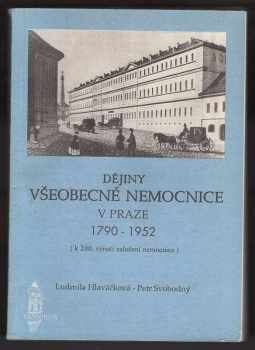 DĚJINY
VŠEOBECNÉ NEMOCNICE
V PRAZE
1790 - 1952
( k 200. výročí založení nemocnice )
Ludmila Hlaváčková - Petr Svobodný